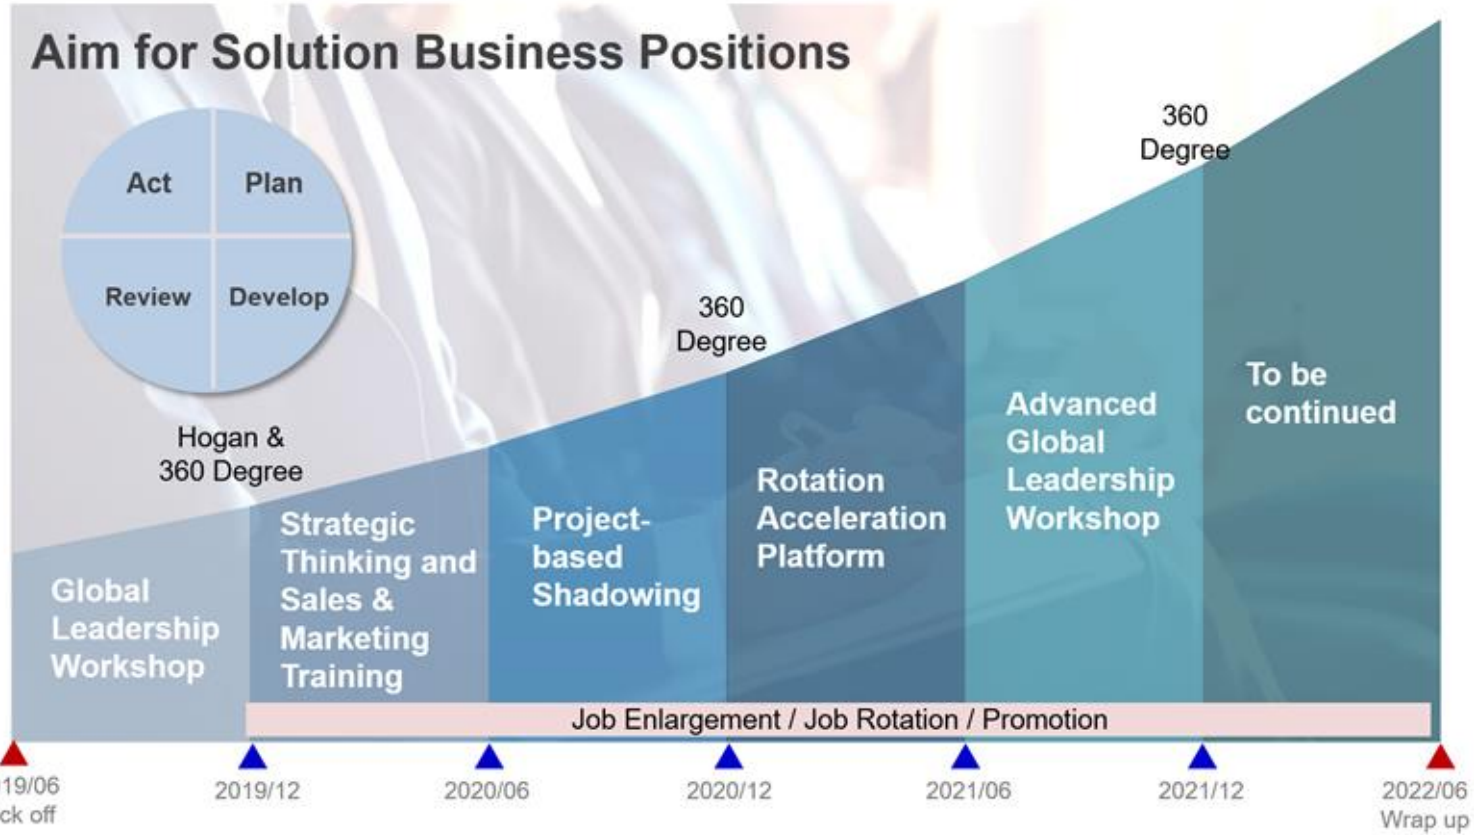 Aim for Solution Business Positions
Act
Plan
Review
Develop
Hogan &
360 Degree
360
Degree
360
Degree
Global
Leadership
Workshop
Strategic
Thinking and
Sales &
Marketing
Training
Project-
based
Shadowing
Rotation
Acceleration
Platform
Advanced
Global
Leadership
Workshop
To be
continued
Job Enlargement / Job Rotation / Promotion
19/06
ck off
2019/12
2020/06
2020/12
2021/06
2021/12
2022/06
Wrap up